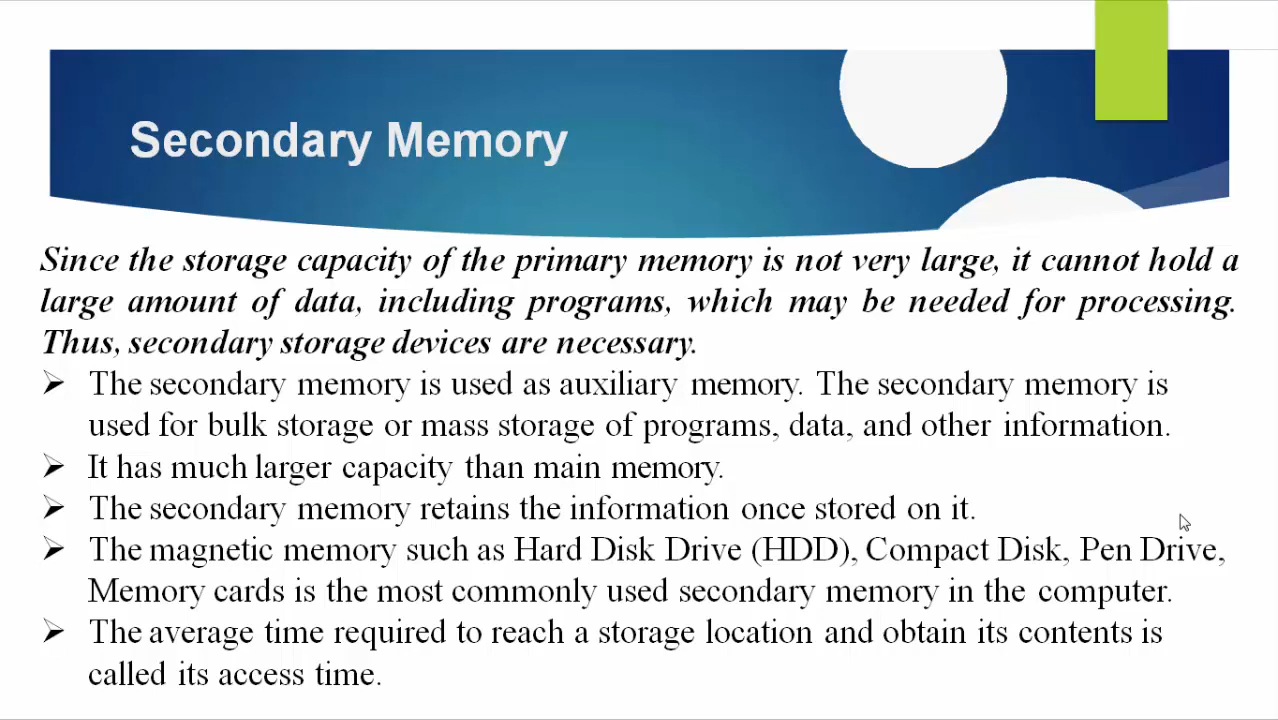 Secondary Memory
Since the storage capacity of the primary memory is not very large, it cannot hold a
large amount of data, including programs, which may be needed for processing.
Thus, secondary storage devices are necessary.
➢ The secondary memory is used as auxiliary memory. The secondary memory is
used for bulk storage or mass storage of programs, data, and other information.
➢ It has much larger capacity than main memory.
➢ The secondary memory retains the information once stored on it.
➢ The magnetic memory such as Hard Disk Drive (HDD), Compact Disk, Pen Drive,
Memory cards is the most commonly used secondary memory in the computer.
➢ The average time required to reach a storage location and obtain its contents is
called its access time.